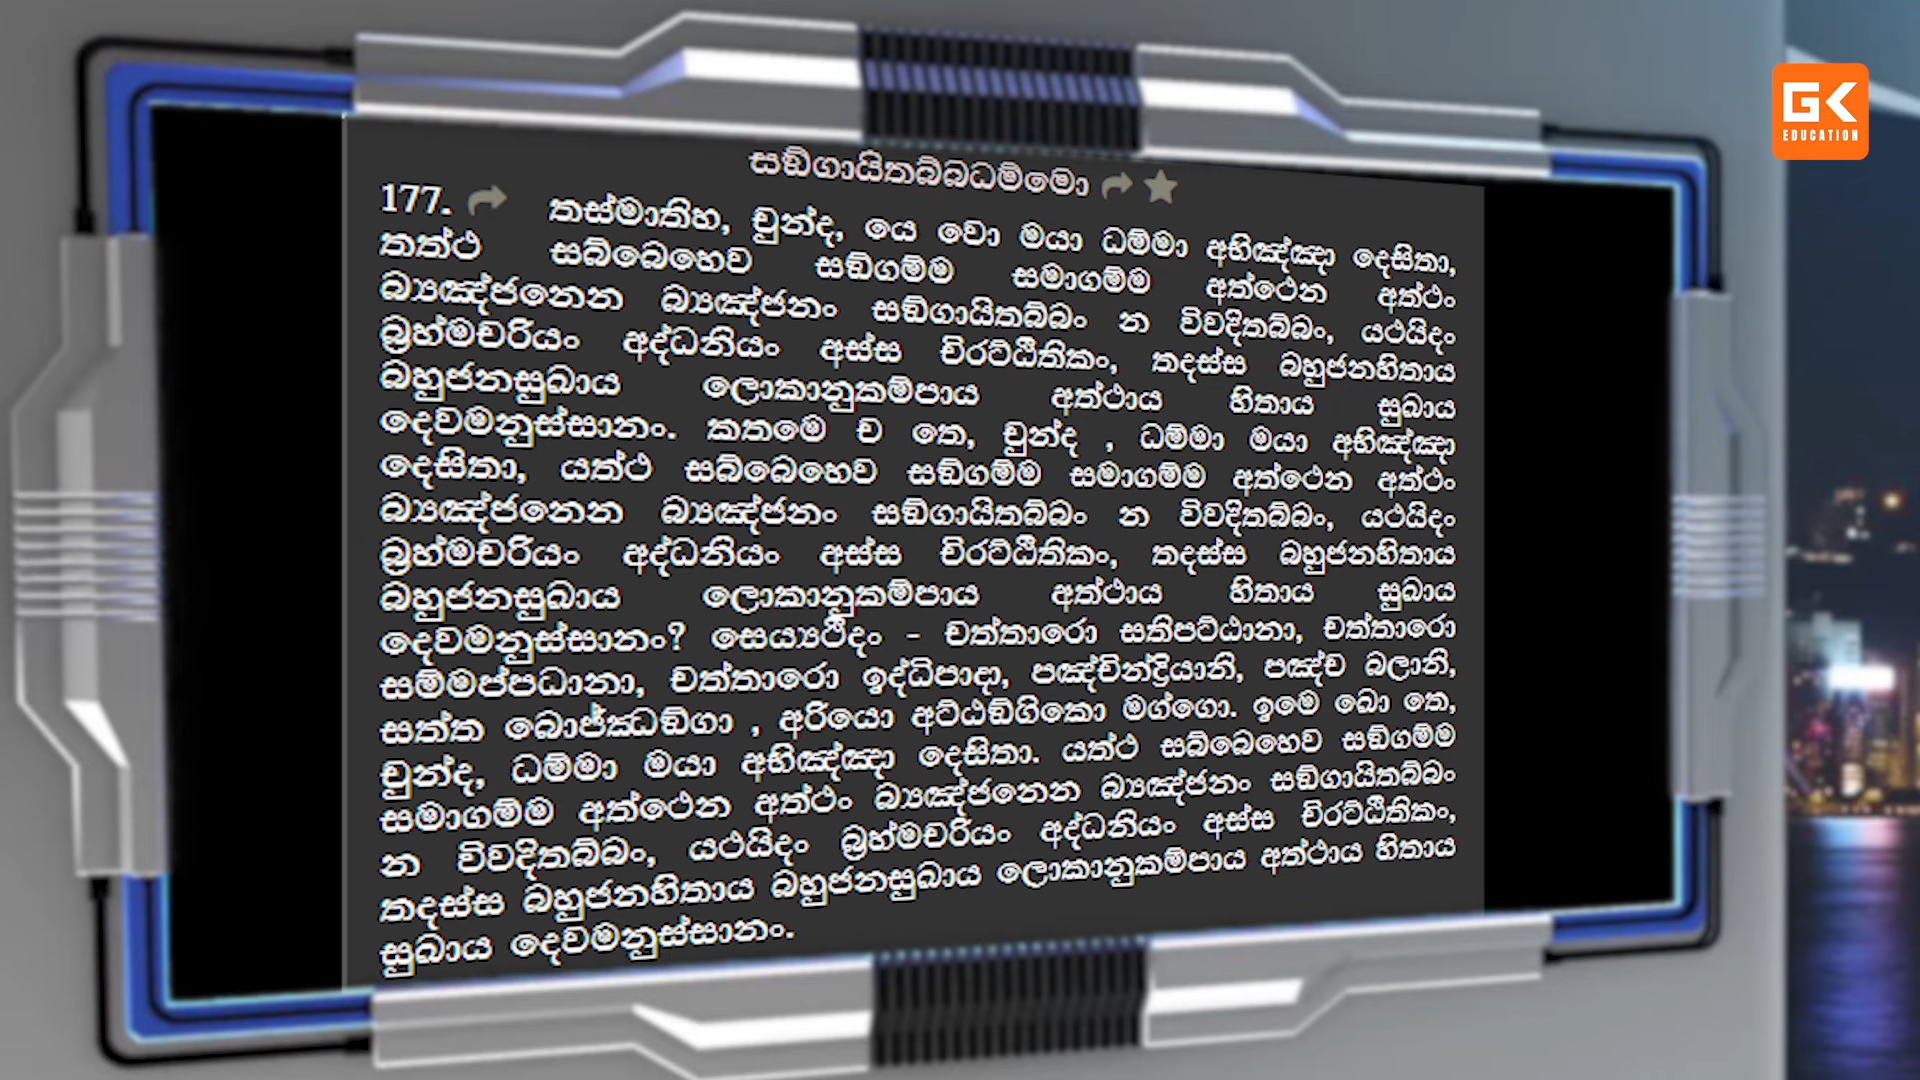 GK
EDUCATION
සඞ්ගායිතබ්බධම්මො
177. තස්මාතිහ, චුන්ද, යෙ වො මයා ධම්මා අභිඤ්ඤා දෙසිතා,
තත්ථ සබ්බෙහෙව සඞ්ගම්ම සමාගම්ම අත්ථෙන අත්ථං
බ්‍යඤ්ජනෙන බ්‍යඤ්ජනං සඞ්ගායිතබ්බං න විවදිතබ්බං, යථයිදං
බ්‍රහ්මචරියං අද්ධනියං අස්ස චිරට්ඨිතිකං, තදස්ස බහුජනහිතාය
බහුජනසුඛාය ලොකානුකම්පාය අත්ථාය හිතාය සුඛාය
දෙවමනුස්සානං. කතමෙ ච තෙ, චුන්ද , ධම්මා මයා අභිඤ්ඤා
දෙසිතා, යත්ථ සබ්බෙහෙව සඞ්ගම්ම සමාගම්ම අත්ථෙන අත්ථං
බ්‍යඤ්ජනෙන බ්‍යඤ්ජනං සඞ්ගායිතබ්බං න විවදිතබ්බං, යථයිදං
බ්‍රහ්මචරියං අද්ධනියං අස්ස චිරට්ඨිතිකං, තදස්ස බහුජනහිතාය
බහුජනසුඛාය ලොකානුකම්පාය අත්ථාය හිතාය සුඛාය
දෙවමනුස්සානං? සෙය්‍යථිදං – චත්තාරො සතිපට්ඨානා, චත්තාරො
සම්මප්පධානා, චත්තාරො ඉද්ධිපාදා, පඤ්චින්ද්‍රියානි, පඤ්ච බලානි,
සත්ත බොජ්ඣඞ්ගා , අරියො අට්ඨඞ්ගිකො මග්ගො. ඉමෙ ඛො තෙ,
චුන්ද, ධම්මා මයා අභිඤ්ඤා දෙසිතා. යත්ථ සබ්බෙහෙව සඞ්ගම්ම
සමාගම්ම අත්ථෙන අත්ථං බ්‍යඤ්ජනෙන බ්‍යඤ්ජනං සඞ්ගායිතබ්බං
න විවදිතබ්බං, යථයිදං බ්‍රහ්මචරියං අද්ධනියං අස්ස චිරට්ඨිතිකං,
තදස්ස බහුජනහිතාය බහුජනසුඛාය ලොකානුකම්පාය අත්ථාය හිතාය
සුඛාය දෙවමනුස්සානං.